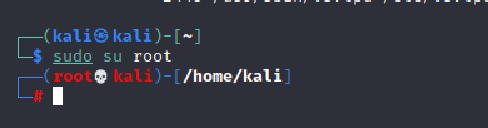 ┌──(kali㉿kali)-[~]
└─$ sudo su root
┌──(root💀kali)-[/home/kali]
└─#